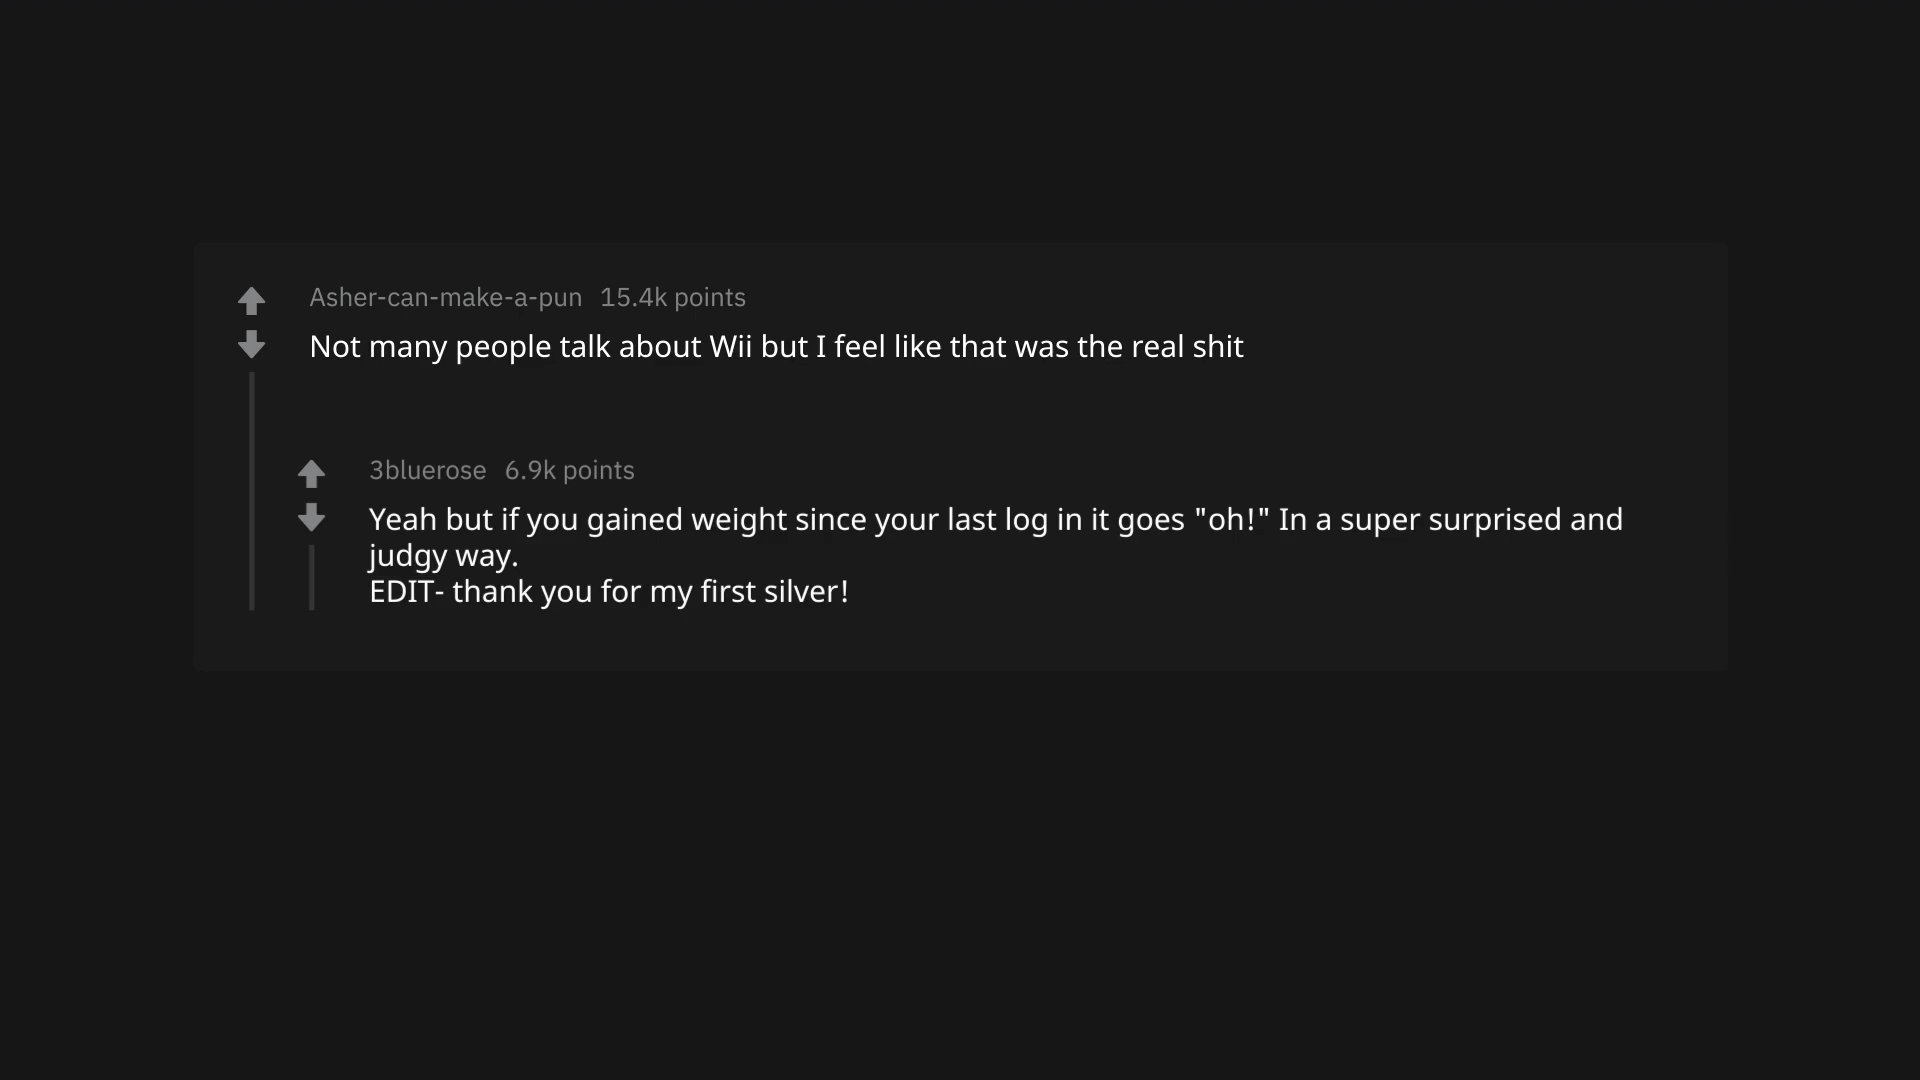 Asher-can-make-a-pun 15.4k points
Not many people talk about Wii but I feel like that was the real shit
3bluerose 6.9k points
Yeah but if you gained weight since your last log in it goes "oh!" In a super surprised and
judgy way.
EDIT- thank you for my first silver!